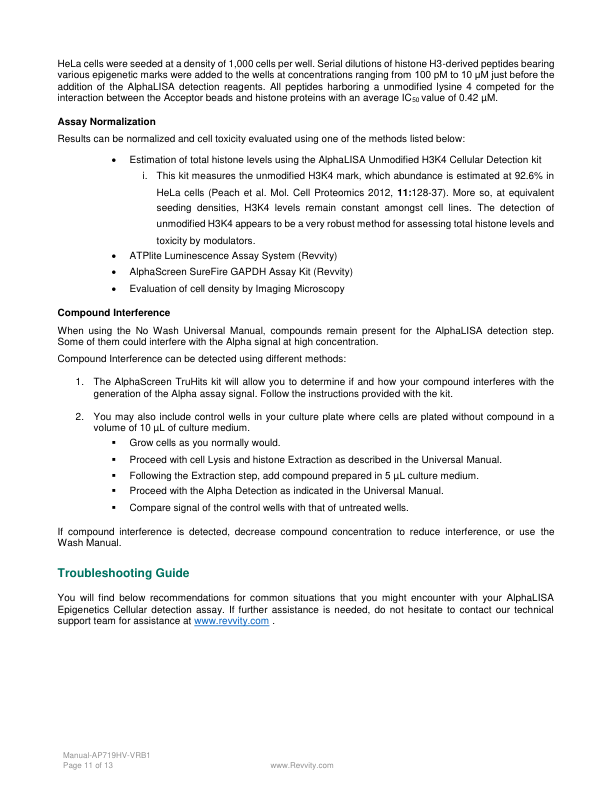 HeLa cells were seeded at a density of 1,000 cells per well. Serial dilutions of histone H3-derived peptides bearing
various epigenetic marks were added to the wells at concentrations ranging from 100 pM to 10 µM just before the
addition of the AlphaLISA detection reagents. All peptides harboring a unmodified lysine 4 competed for the
interaction between the Acceptor beads and histone proteins with an average IC50 value of 0.42 µM.
Assay Normalization
Results can be normalized and cell toxicity evaluated using one of the methods listed below:
• Estimation of total histone levels using the AlphaLISA Unmodified H3K4 Cellular Detection kit
i. This kit measures the unmodified H3K4 mark, which abundance is estimated at 92.6% in
HeLa cells (Peach et al. Mol. Cell Proteomics 2012, 11:128-37). More so, at equivalent
seeding densities, H3K4 levels remain constant amongst cell lines. The detection of
unmodified H3K4 appears to be a very robust method for assessing total histone levels and
toxicity by modulators.
• ATPlite Luminescence Assay System (Revvity)
• AlphaScreen SureFire GAPDH Assay Kit (Revvity)
• Evaluation of cell density by Imaging Microscopy
Compound Interference
When using the No Wash Universal Manual, compounds remain present for the AlphaLISA detection step.
Some of them could interfere with the Alpha signal at high concentration.
Compound Interference can be detected using different methods:
1. The AlphaScreen TruHits kit will allow you to determine if and how your compound interferes with the
generation of the Alpha assay signal. Follow the instructions provided with the kit.
2. You may also include control wells in your culture plate where cells are plated without compound in a
volume of 10 µL of culture medium.
▪ Grow cells as you normally would.
▪ Proceed with cell Lysis and histone Extraction as described in the Universal Manual.
▪ Following the Extraction step, add compound prepared in 5 µL culture medium.
▪ Proceed with the Alpha Detection as indicated in the Universal Manual.
▪ Compare signal of the control wells with that of untreated wells.
If compound interference is detected, decrease compound concentration to reduce interference, or use the
Wash Manual.
Troubleshooting Guide
You will find below recommendations for common situations that you might encounter with your AlphaLISA
Epigenetics Cellular detection assay. If further assistance is needed, do not hesitate to contact our technical
support team for assistance at www.revvity.com .
Manual-AP719HV-VRB1
Page 11 of 13 www.Revvity.com